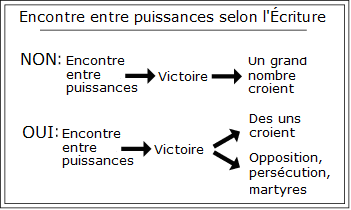 Encontre entre puissances selon l'Écriture
NON: Encontre
entre
puissances
Victoire
Un grand
nombre
croient
OUI: Encontre
entre
puissances
Victoire
Des uns
croient
Opposition,
persécution,
martyres